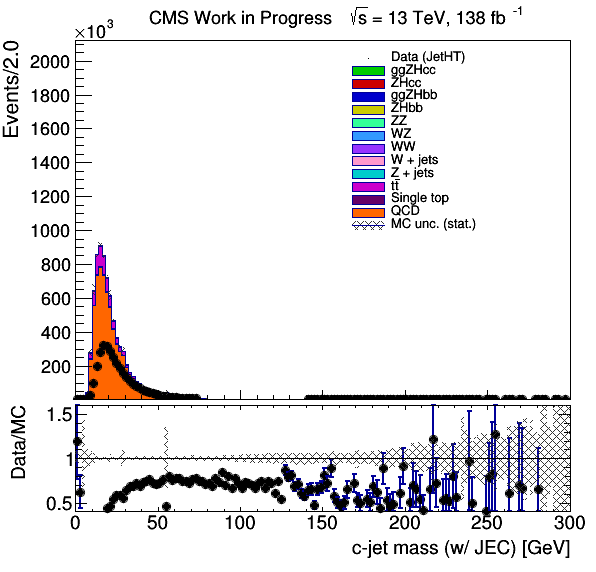 CMS Work in Progress √s = 13 TeV, 138 fb⁻¹
×10³
Events/2.0
2000
1800
1600
1400
1200
1000
800
600
400
200
Data (JetHT)
ggZHcc
ZHcc
ggZHbb
ZHbb
ZZ
WZ
WW
W + jets
Z + jets
tt̄
Single top
QCD
MC unc. (stat.)
Data/MC
1.5
1
0.5
0 50 100 150 200 250 300
c-jet mass (w/ JEC) [GeV]